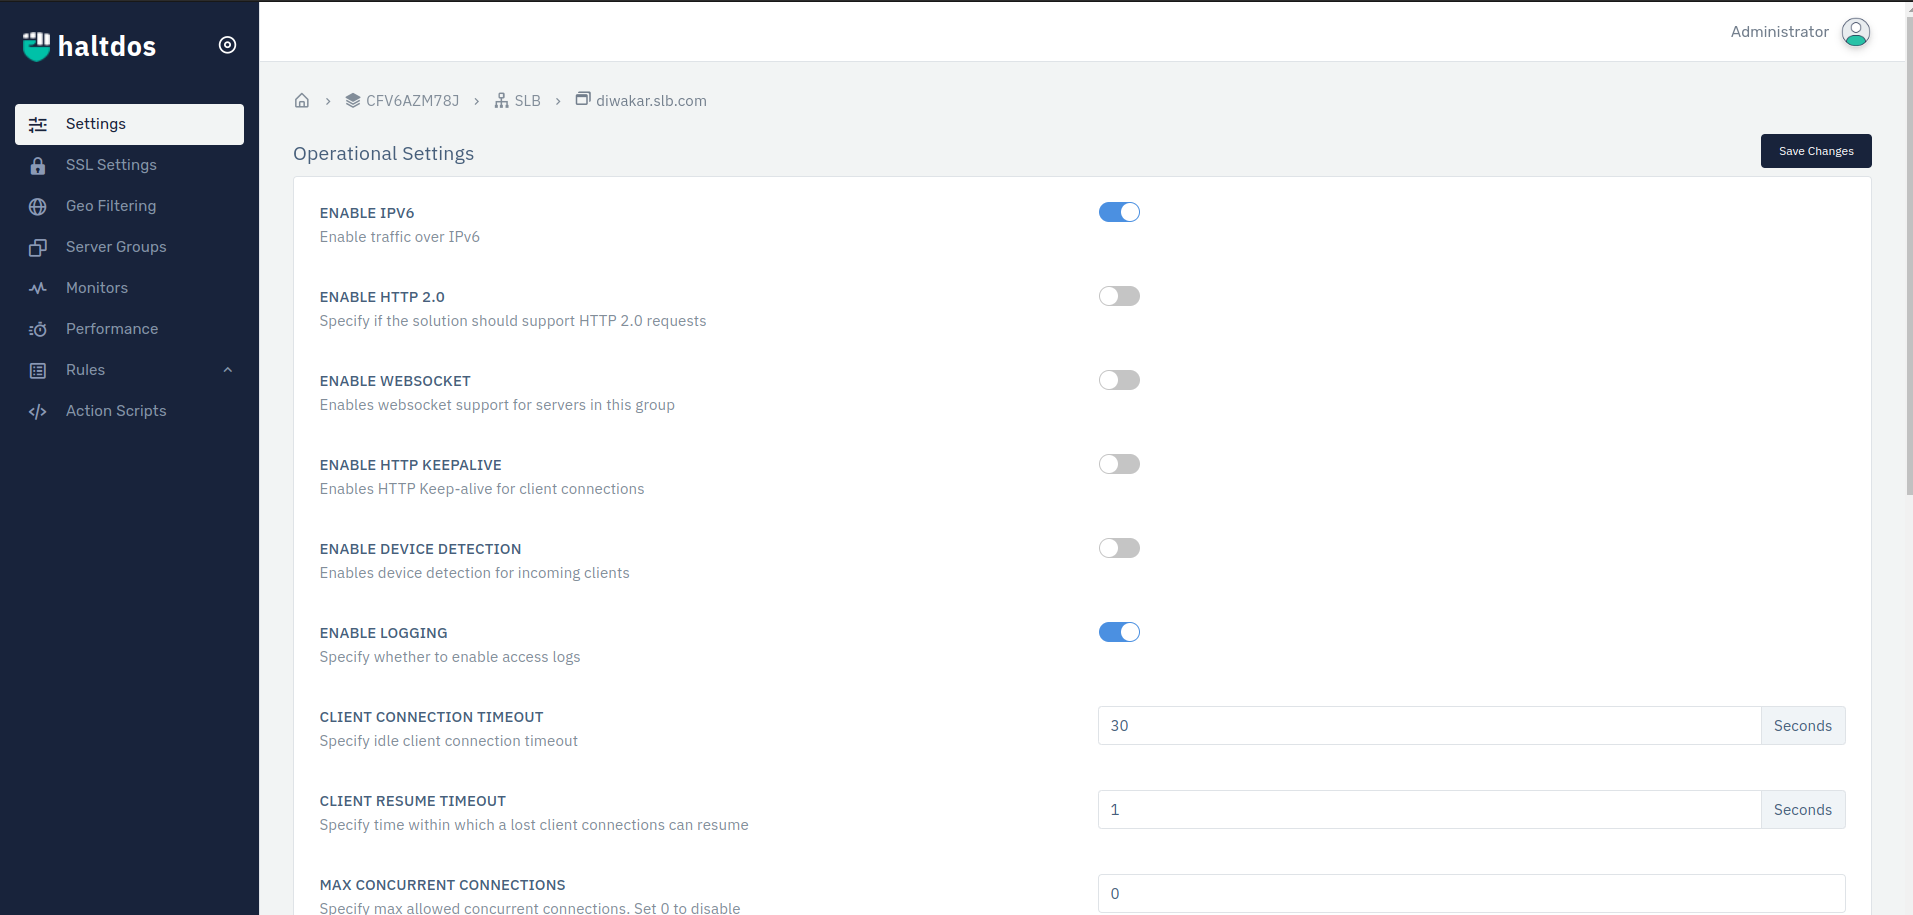 haltdos
Settings
SSL Settings
Geo Filtering
Server Groups
Monitors
Performance
Rules
Action Scripts
Administrator
CFV6AZM78J
SLB
diwakar.slb.com
Operational Settings
Save Changes
ENABLE IPV6
Enable traffic over IPv6
ENABLE HTTP 2.0
Specify if the solution should support HTTP 2.0 requests
ENABLE WEBSOCKET
Enables websocket support for servers in this group
ENABLE HTTP KEEPALIVE
Enables HTTP Keep-alive for client connections
ENABLE DEVICE DETECTION
Enables device detection for incoming clients
ENABLE LOGGING
Specify whether to enable access logs
CLIENT CONNECTION TIMEOUT
Specify idle client connection timeout
30 Seconds
CLIENT RESUME TIMEOUT
Specify time within which a lost client connections can resume
1 Seconds
MAX CONCURRENT CONNECTIONS
Specify max allowed concurrent connections. Set 0 to disable
0